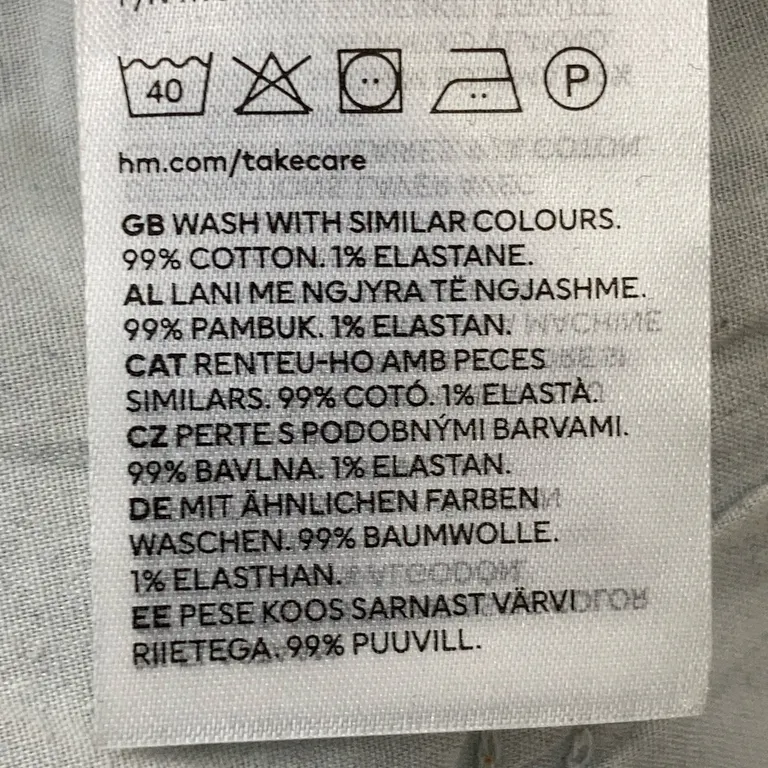 40
P
hm.com/takecare
GB WASH WITH SIMILAR COLOURS.
99% COTTON. 1% ELASTANE.
AL LANI ME NGJYRA TË NGJASHME.
99% PAMBUK. 1% ELASTAN.
CAT RENTEU-HO AMB PECES
SIMILARS. 99% COTÓ. 1% ELASTÀ.
CZ PERTE S PODOBNÝMI BARVAMI.
99% BAVLNA. 1% ELASTAN.
DE MIT ÄHNLICHEN FARBEN
WASCHEN. 99% BAUMWOLLE.
1% ELASTHAN.
EE PESE KOOS SARNAST VÄRVI
RIIETEGA. 99% PUUVILL.